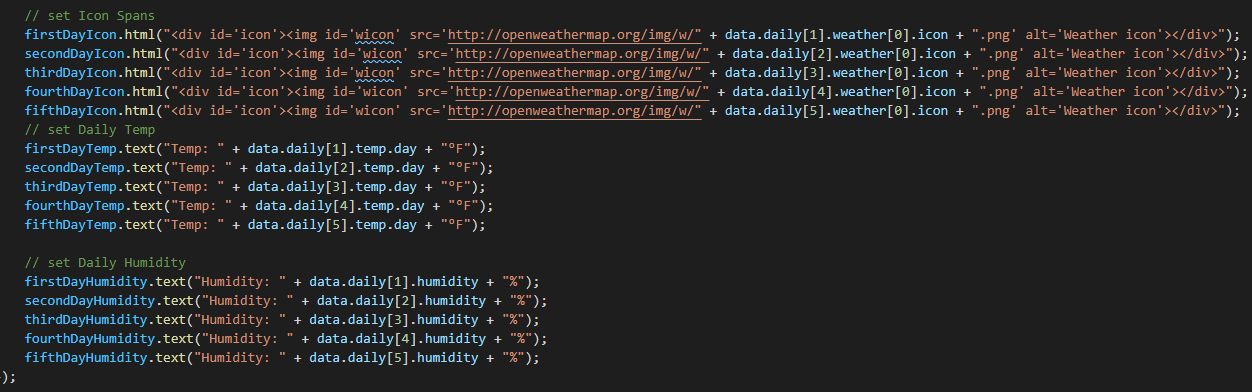 // set Icon Spans
firstDayIcon.html("<div id='icon'><img id='wicon' src='http://openweathermap.org/img/w/" + data.daily[1].weather[0].icon + ".png' alt='Weather icon'></div>");
secondDayIcon.html("<div id='icon'><img id='wicon' src='http://openweathermap.org/img/w/" + data.daily[2].weather[0].icon + ".png' alt='Weather icon'></div>");
thirdDayIcon.html("<div id='icon'><img id='wicon' src='http://openweathermap.org/img/w/" + data.daily[3].weather[0].icon + ".png' alt='Weather icon'></div>");
fourthDayIcon.html("<div id='icon'><img id='wicon' src='http://openweathermap.org/img/w/" + data.daily[4].weather[0].icon + ".png' alt='Weather icon'></div>");
fifthDayIcon.html("<div id='icon'><img id='wicon' src='http://openweathermap.org/img/w/" + data.daily[5].weather[0].icon + ".png' alt='Weather icon'></div>");
// set Daily Temp
firstDayTemp.text("Temp: " + data.daily[1].temp.day + "°F");
secondDayTemp.text("Temp: " + data.daily[2].temp.day + "°F");
thirdDayTemp.text("Temp: " + data.daily[3].temp.day + "°F");
fourthDayTemp.text("Temp: " + data.daily[4].temp.day + "°F");
fifthDayTemp.text("Temp: " + data.daily[5].temp.day + "°F");
// set Daily Humidity
firstDayHumidity.text("Humidity: " + data.daily[1].humidity + "%");
secondDayHumidity.text("Humidity: " + data.daily[2].humidity + "%");
thirdDayHumidity.text("Humidity: " + data.daily[3].humidity + "%");
fourthDayHumidity.text("Humidity: " + data.daily[4].humidity + "%");
fifthDayHumidity.text("Humidity: " + data.daily[5].humidity + "%");
);